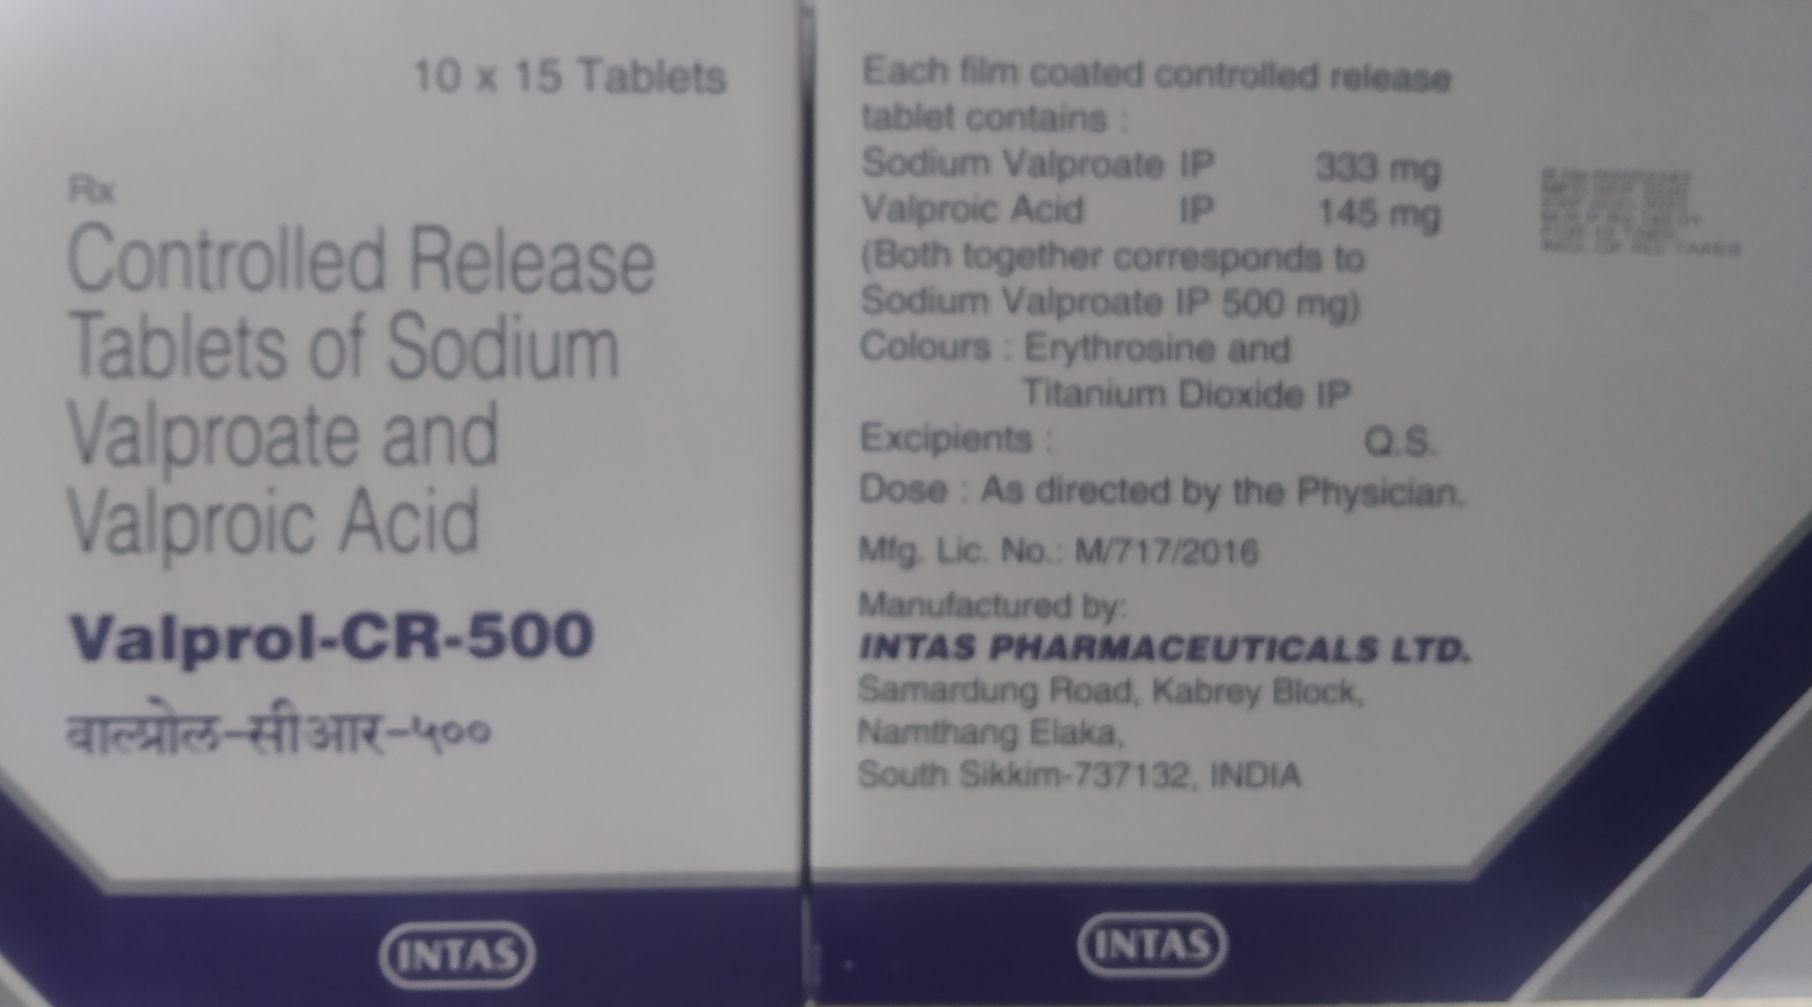 10 x 15 Tablets
Rx
Controlled Release
Tablets of Sodium
Valproate and
Valproic Acid
Valprol-CR-500
वाल्प्रोल-सीआर-५००
INTAS
Each film coated controlled release
tablet contains :
Sodium Valproate IP 333 mg
Valproic Acid IP 145 mg
(Both together corresponds to
Sodium Valproate IP 500 mg)
Colours : Erythrosine and
Titanium Dioxide IP
Excipients : Q.S.
Dose : As directed by the Physician.
Mfg. Lic. No.: M/717/2016
Manufactured by:
INTAS PHARMACEUTICALS LTD.
Samardung Road, Kabrey Block,
Namthang Elaka,
South Sikkim-737132, INDIA
INTAS
OF ALL TAXES